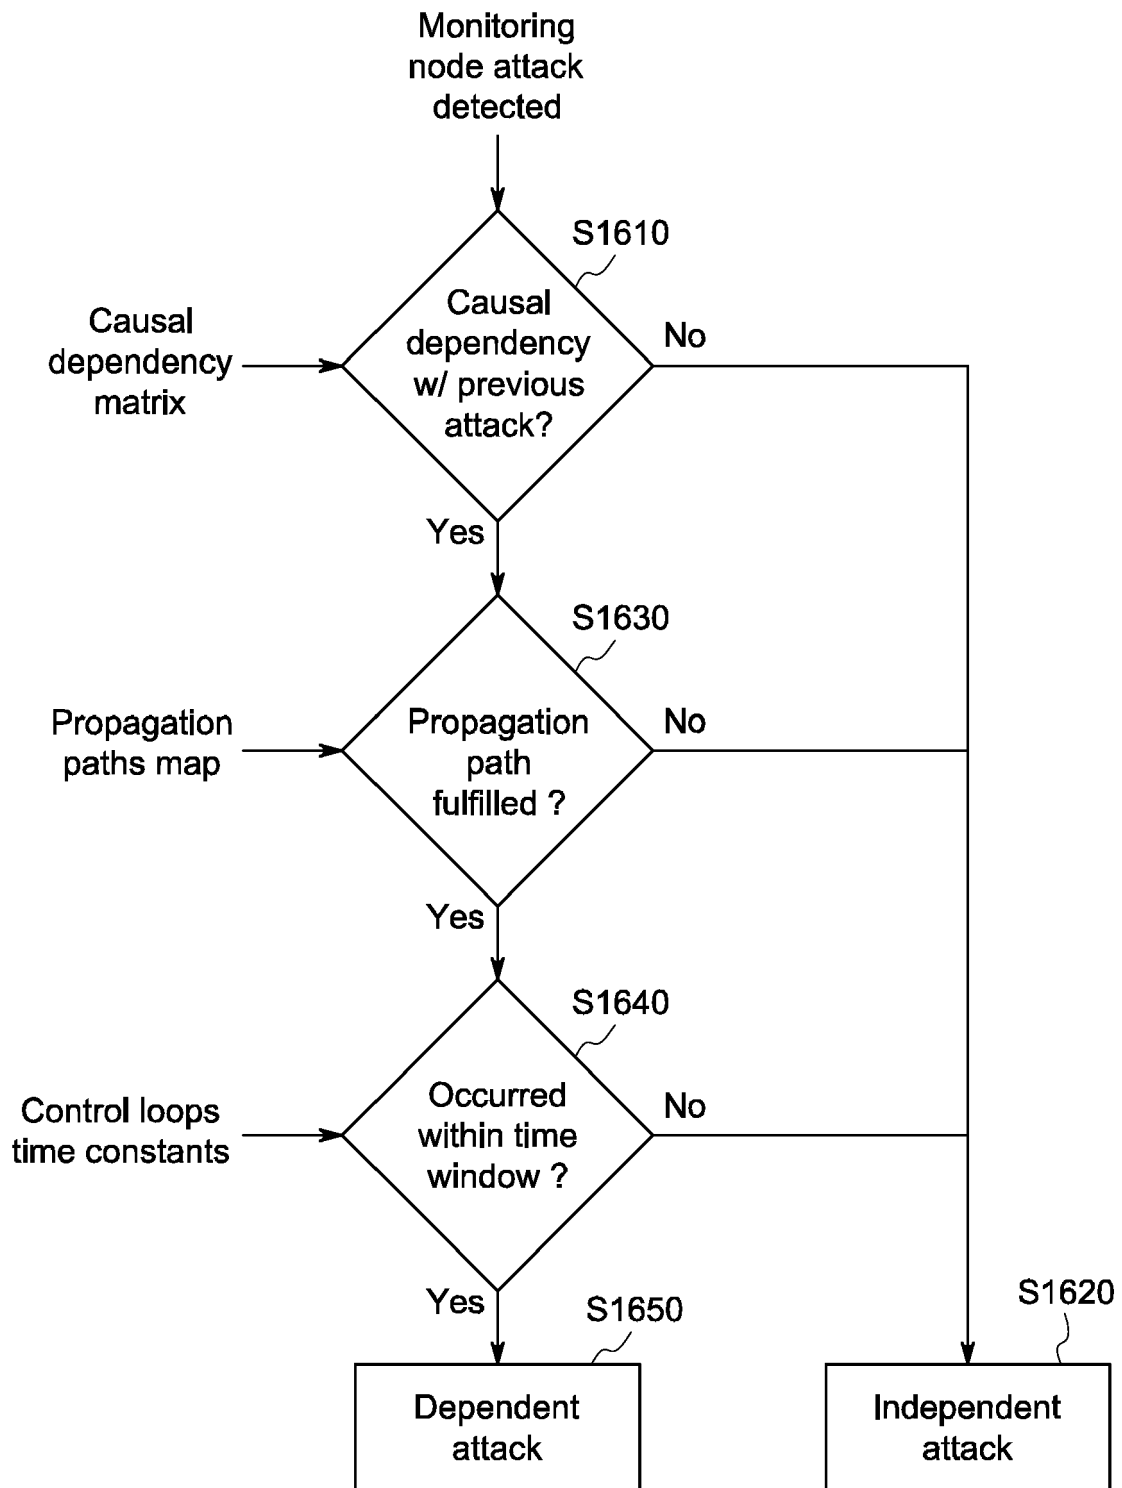 Monitoring
node attack
detected
S1610
Causal
dependency
matrix
Causal
dependency
w/ previous
attack?
No
Yes
S1630
Propagation
paths map
Propagation
path
fulfilled ?
No
Yes
S1640
Control loops
time constants
Occurred
within time
window ?
No
Yes
S1650
S1620
Dependent
attack
Independent
attack